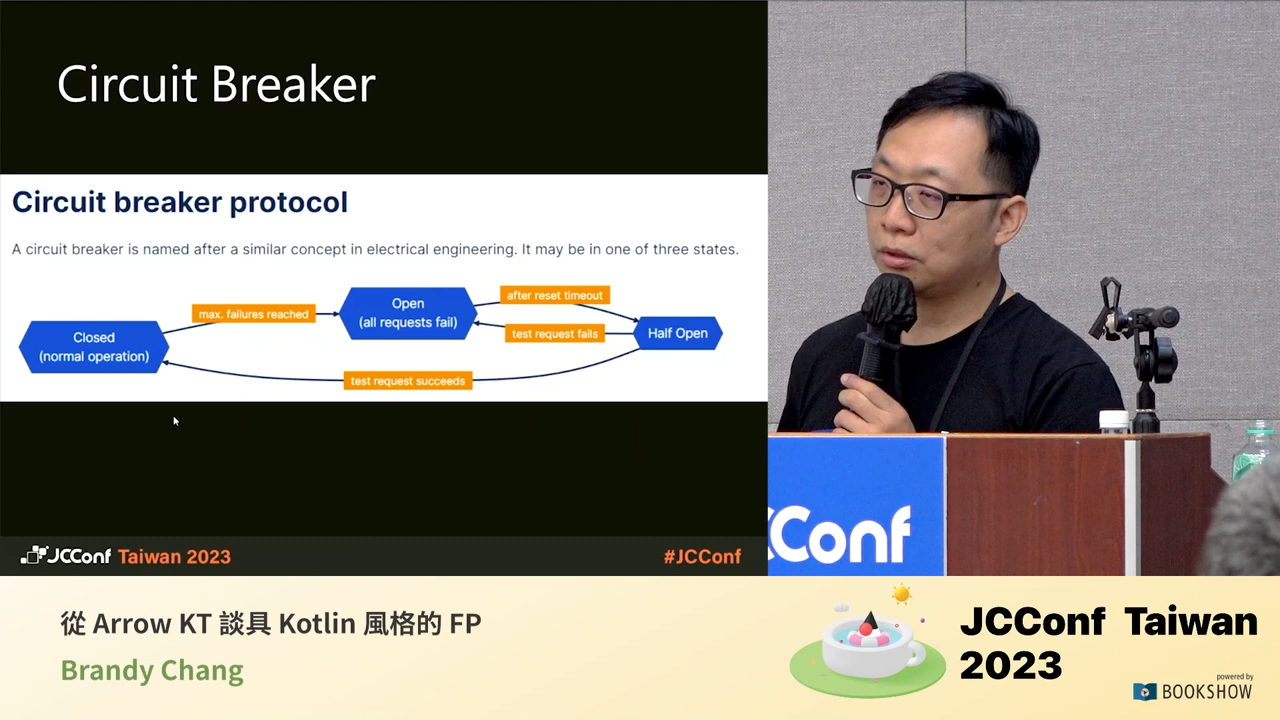 Circuit Breaker
Circuit breaker protocol
A circuit breaker is named after a similar concept in electrical engineering. It may be in one of three states.
Closed
(normal operation)
max. failures reached
Open
(all requests fail)
after reset timeout
test request fails
Half Open
test request succeeds
JCConf Taiwan 2023
#JCConf
CConf
從 Arrow KT 談具 Kotlin 風格的 FP
Brandy Chang
JCConf Taiwan
2023
powered by
BOOKSHOW